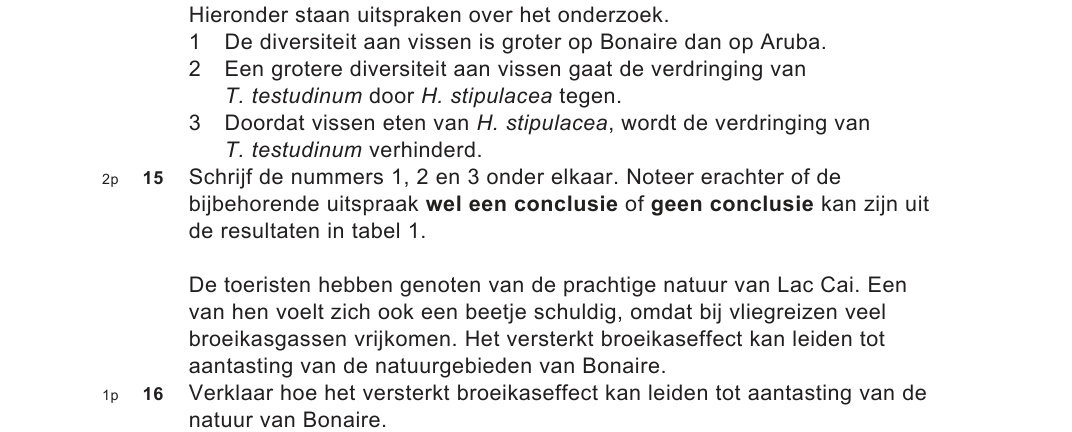 Hieronder staan uitspraken over het onderzoek.
1 De diversiteit aan vissen is groter op Bonaire dan op Aruba.
2 Een grotere diversiteit aan vissen gaat de verdringing van
T. testudinum door H. stipulacea tegen.
3 Doordat vissen eten van H. stipulacea, wordt de verdringing van
T. testudinum verhinderd.
2p 15 Schrijf de nummers 1, 2 en 3 onder elkaar. Noteer erachter of de
bijbehorende uitspraak wel een conclusie of geen conclusie kan zijn uit
de resultaten in tabel 1.
De toeristen hebben genoten van de prachtige natuur van Lac Cai. Een
van hen voelt zich ook een beetje schuldig, omdat bij vliegreizen veel
broeikasgassen vrijkomen. Het versterkt broeikaseffect kan leiden tot
aantasting van de natuurgebieden van Bonaire.
1p 16 Verklaar hoe het versterkt broeikaseffect kan leiden tot aantasting van de
natuur van Bonaire.